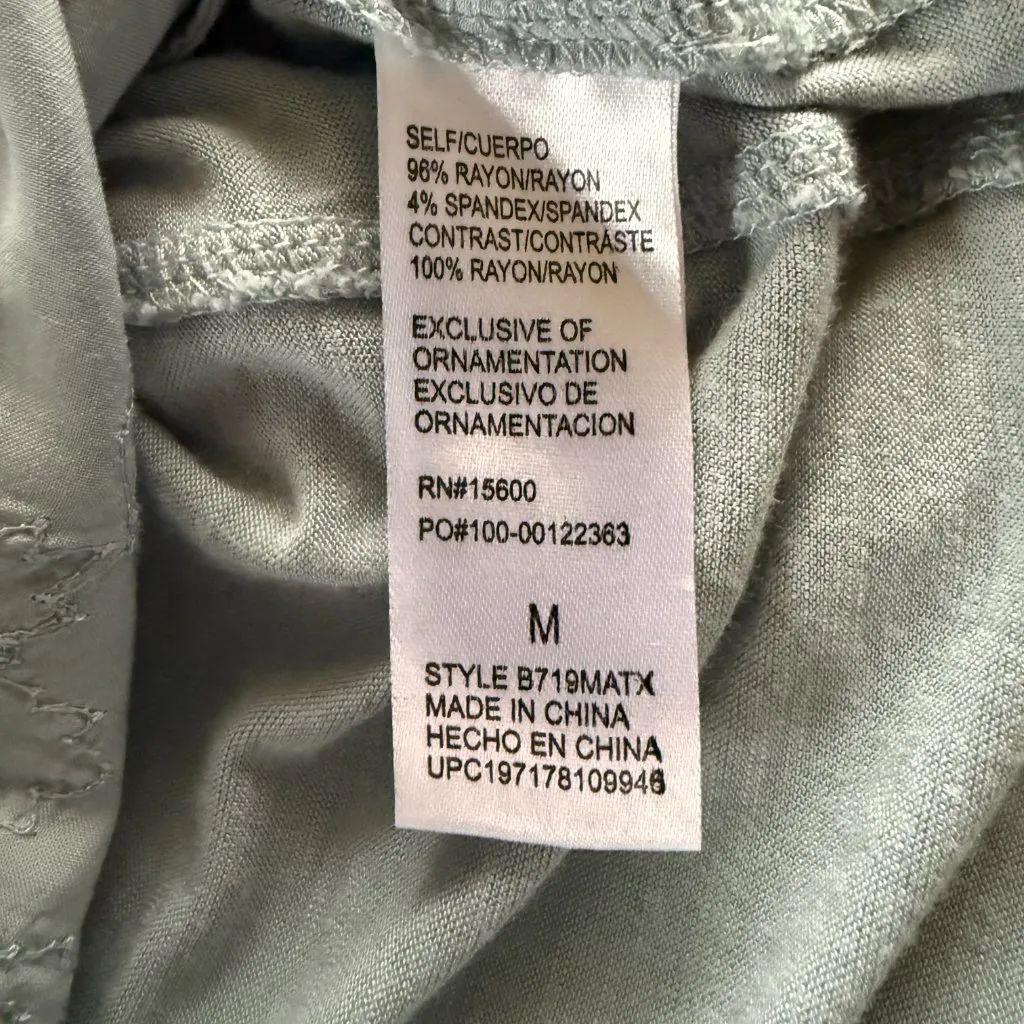 SELF/CUERPO
96% RAYON/RAYON
4% SPANDEX/SPANDEX
CONTRAST/CONTRASTE
100% RAYON/RAYON
EXCLUSIVE OF
ORNAMENTATION
EXCLUSIVO DE
ORNAMENTACION
RN#15600
PO#100-00122363
M
STYLE B719MATX
MADE IN CHINA
HECHO EN CHINA